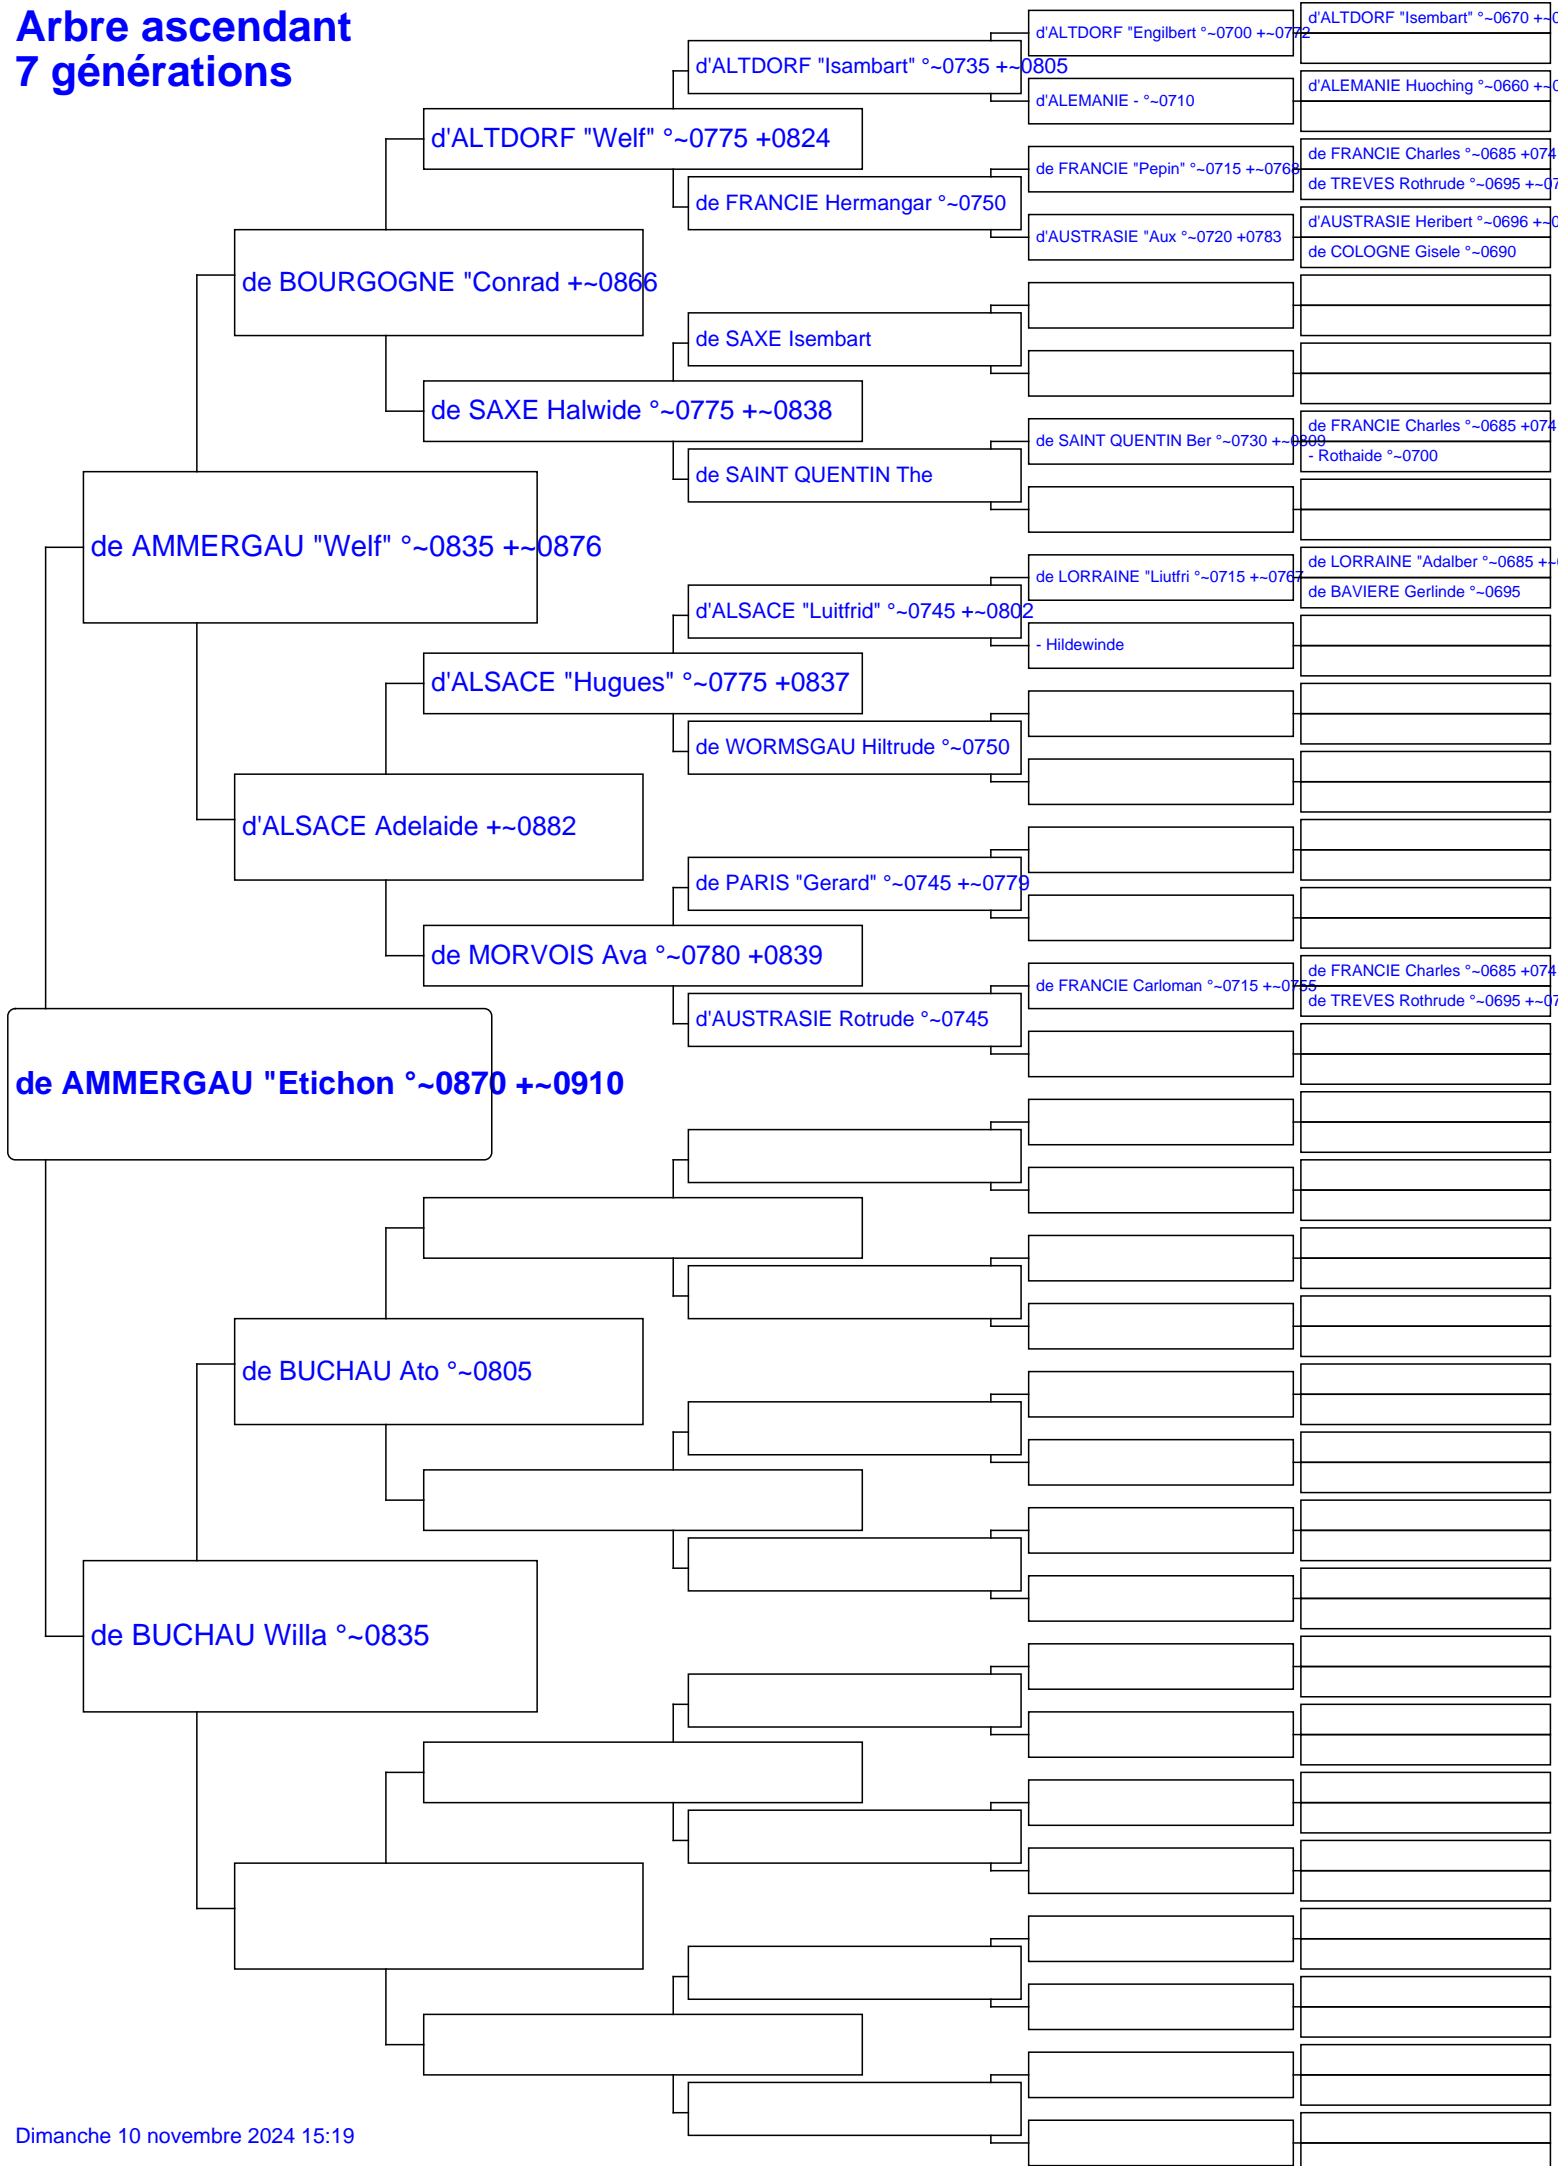 Arbre ascendant
7 générations
d'ALTDORF "Isembart" °~0670 +~0
d'ALTDORF "Engilbert °~0700 +~0772
d'ALTDORF "Isambart" °~0735 +~0805
d'ALEMANIE Huoching °~0660 +~0
d'ALEMANIE - °~0710
d'ALTDORF "Welf" °~0775 +0824
de FRANCIE Charles °~0685 +074
de FRANCIE "Pepin" °~0715 +~0768
de TREVES Rothrude °~0695 +~07
de FRANCIE Hermangar °~0750
d'AUSTRASIE Heribert °~0696 +~0
d'AUSTRASIE "Aux °~0720 +0783
de COLOGNE Gisele °~0690
de BOURGOGNE "Conrad +~0866
de SAXE Isembart
de SAXE Halwide °~0775 +~0838
de FRANCIE Charles °~0685 +074
de SAINT QUENTIN Ber °~0730 +~0809
- Rothaide °~0700
de SAINT QUENTIN The
de AMMERGAU "Welf" °~0835 +~0876
de LORRAINE "Adalber °~0685 +~
de LORRAINE "Liutfri °~0715 +~0767
de BAVIERE Gerlinde °~0695
d'ALSACE "Luitfrid" °~0745 +~0802
- Hildewinde
d'ALSACE "Hugues" °~0775 +0837
de WORMSGAU Hiltrude °~0750
d'ALSACE Adelaide +~0882
de PARIS "Gerard" °~0745 +~0779
de MORVOIS Ava °~0780 +0839
de FRANCIE Charles °~0685 +074
de FRANCIE Carloman °~0715 +~0755
de TREVES Rothrude °~0695 +~07
d'AUSTRASIE Rotrude °~0745
de AMMERGAU "Etichon °~0870 +~0910
de BUCHAU Ato °~0805
de BUCHAU Willa °~0835
Dimanche 10 novembre 2024 15:19